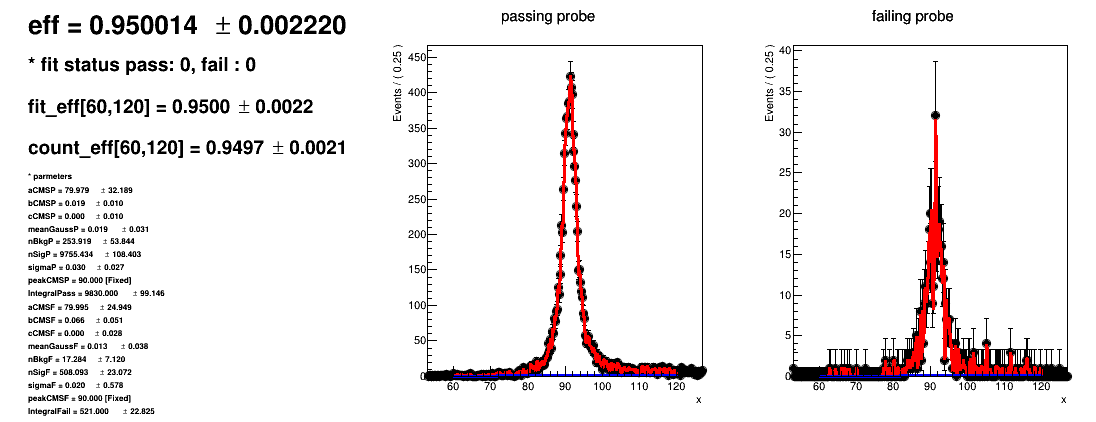 eff = 0.950014 ± 0.002220
* fit status pass: 0, fail : 0
fit_eff[60,120] = 0.9500 ± 0.0022
count_eff[60,120] = 0.9497 ± 0.0021
* parmeters
aCMSP = 79.979 ± 32.189
bCMSP = 0.019 ± 0.010
cCMSP = 0.000 ± 0.010
meanGaussP = 0.019 ± 0.031
nBkgP = 253.919 ± 53.844
nSigP = 9755.434 ± 108.403
sigmaP = 0.030 ± 0.027
peakCMSP = 90.000 [Fixed]
IntegralPass = 9830.000 ± 99.146
aCMSF = 79.995 ± 24.949
bCMSF = 0.066 ± 0.051
cCMSF = 0.000 ± 0.028
meanGaussF = 0.013 ± 0.038
nBkgF = 17.284 ± 7.120
nSigF = 508.093 ± 23.072
sigmaF = 0.020 ± 0.578
peakCMSF = 90.000 [Fixed]
IntegralFail = 521.000 ± 22.825
passing probe
Events / ( 0.25 )
450
400
350
300
250
200
150
100
50
0
60 70 80 90 100 110 120
x
failing probe
Events / ( 0.25 )
40
35
30
25
20
15
10
5
0
60 70 80 90 100 110 120
x